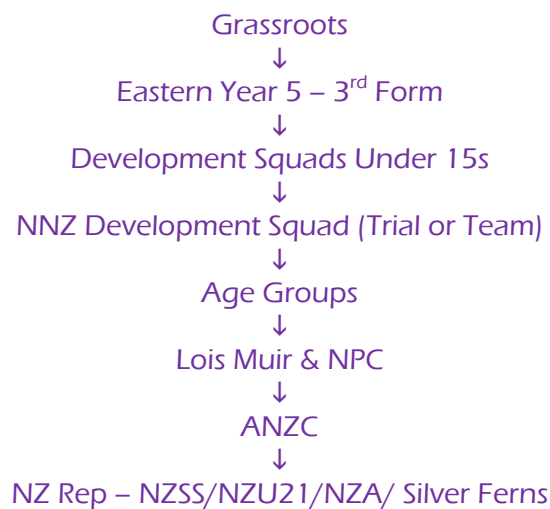 Grassroots
↓
Eastern Year 5 – 3rd Form
↓
Development Squads Under 15s
↓
NNZ Development Squad (Trial or Team)
↓
Age Groups
↓
Lois Muir & NPC
↓
ANZC
↓
NZ Rep – NZSS/NZU21/NZA/ Silver Ferns